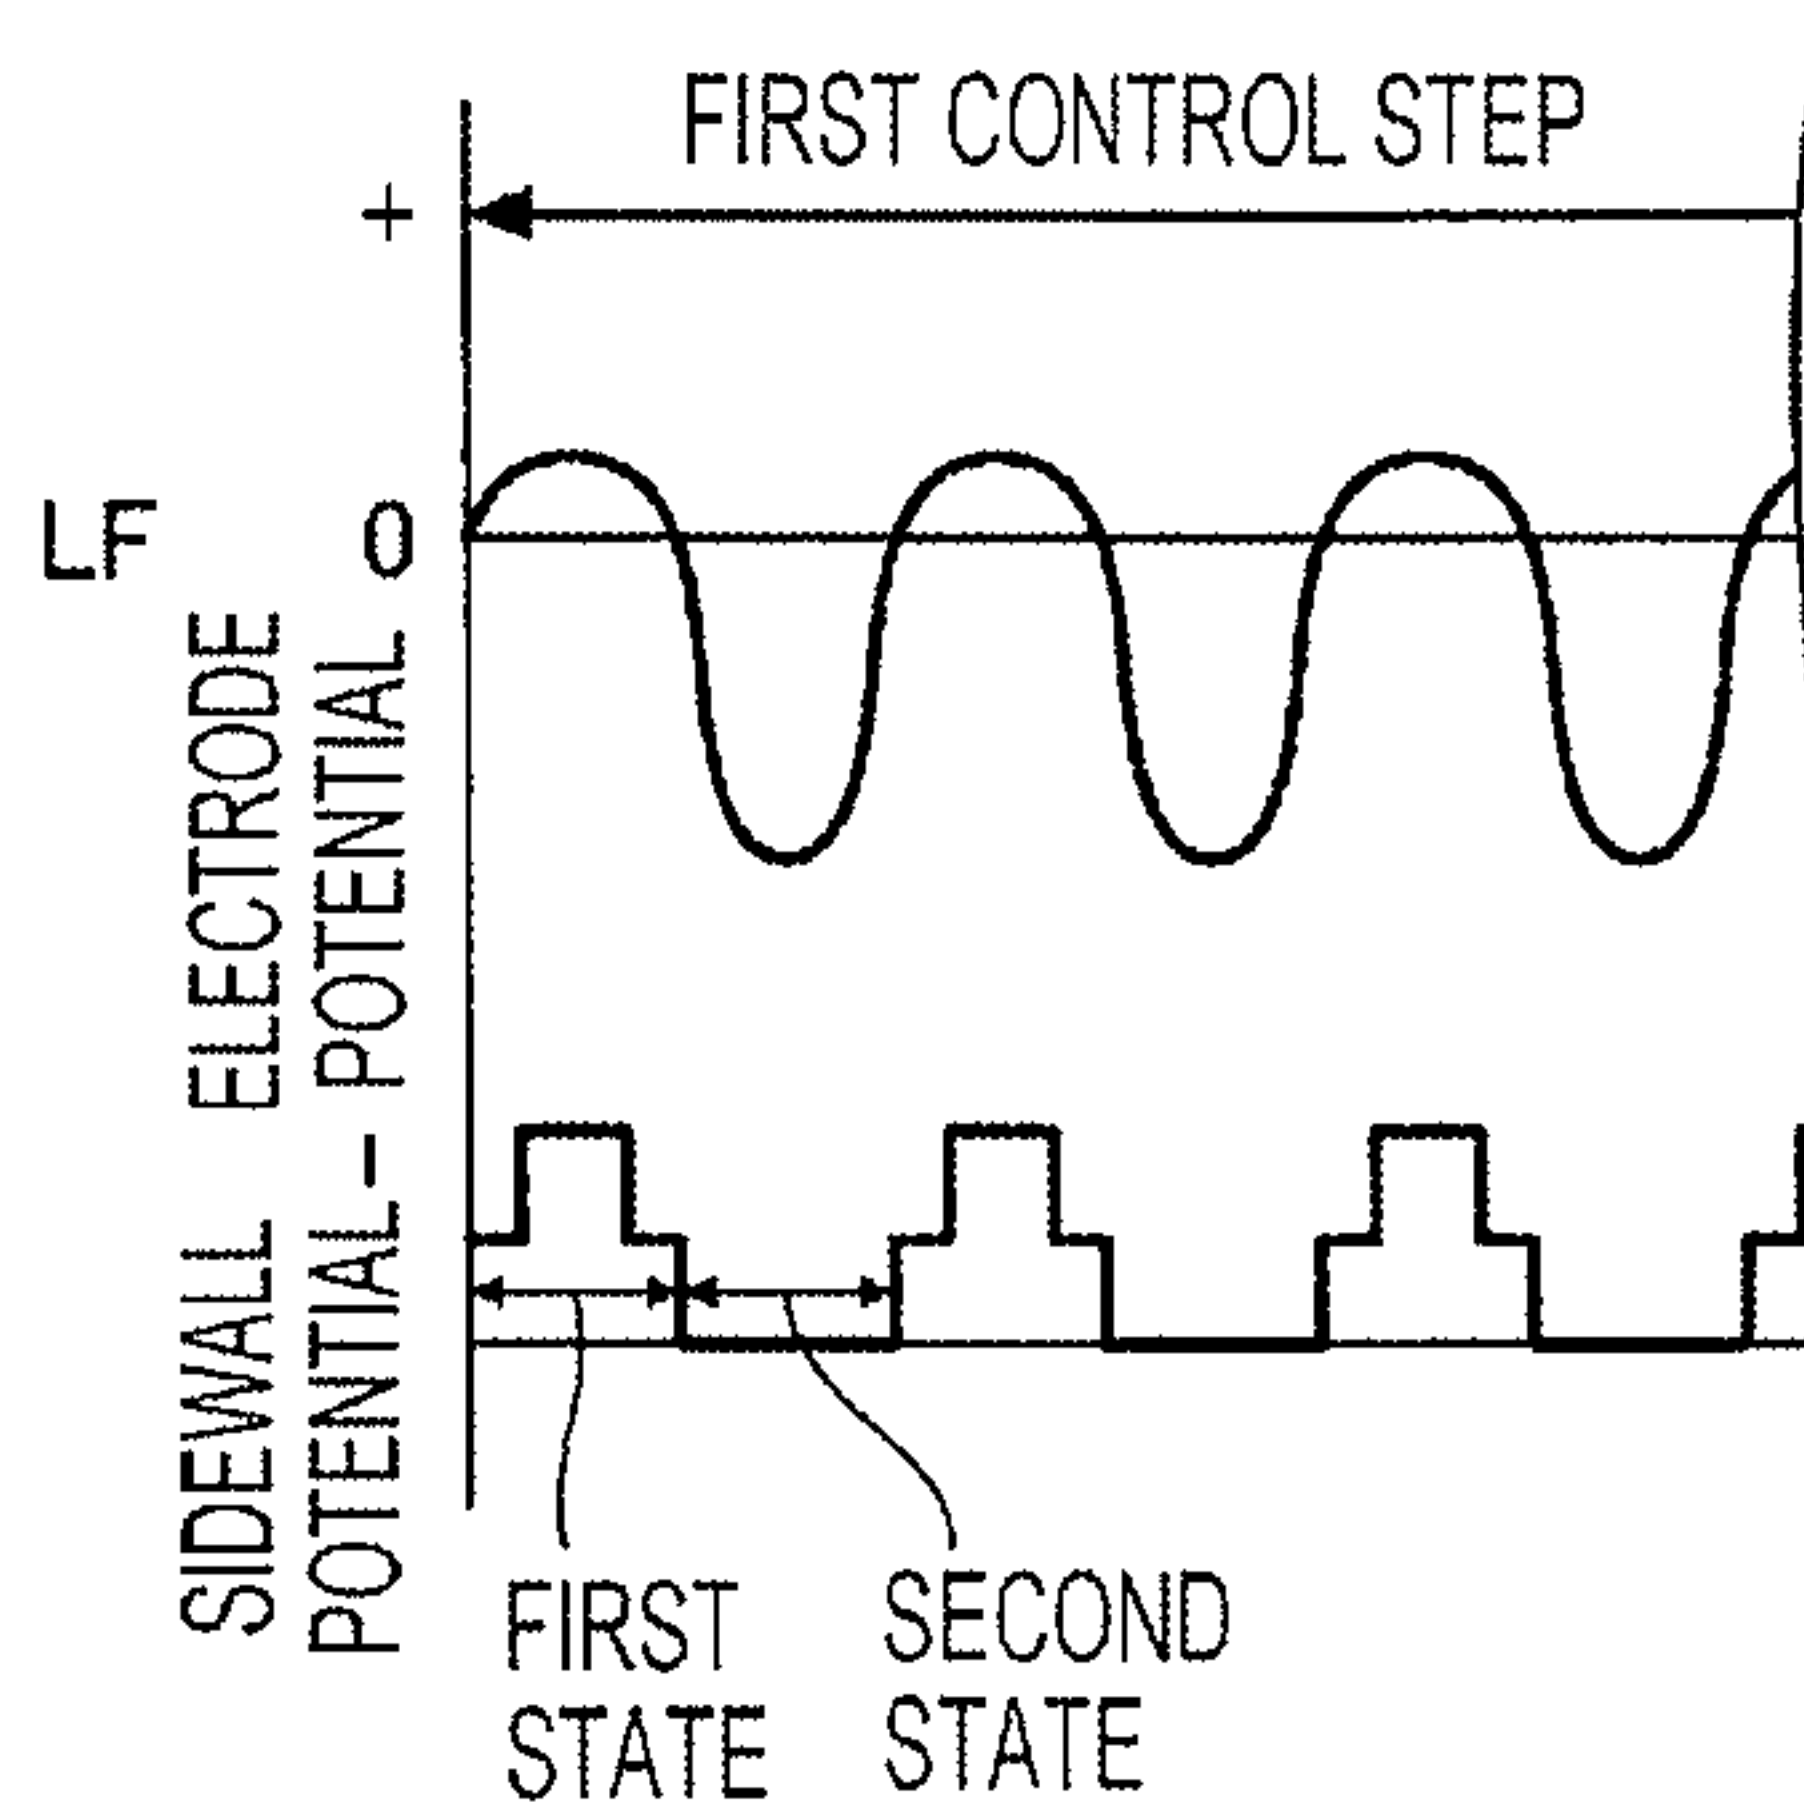 FIRST CONTROL STEP
+
LF 0
ELECTRODE
POTENTIAL
-
SIDEWALL
POTENTIAL
FIRST
STATE
SECOND
STATE